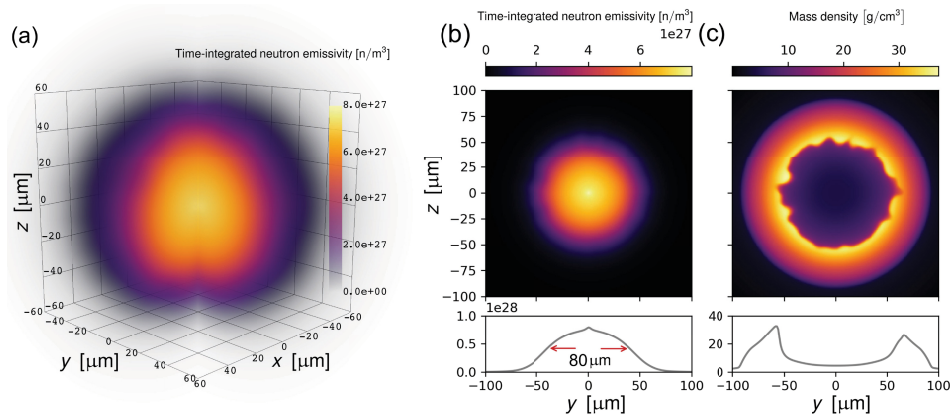 (a)
Time-integrated neutron emissivity [n/m³]
60
40
20
0
−20
−40
−60
z [μm]
8.0e+27
6.0e+27
4.0e+27
2.0e+27
0.0e+00
−60
−40
−20
0
20
40
60
y [μm]
−60
−40
−20
0
20
40
60
x [μm]
(b)
Time-integrated neutron emissivity [n/m³]
1e27
0 2 4 6
100
75
50
25
0
−25
−50
−75
−100
z [μm]
1e28
1.0
0.5
0.0
80 μm
−100 −50 0 50 100
y [μm]
(c)
Mass density [g/cm³]
10 20 30
40
20
0
−100 −50 0 50 100
y [μm]